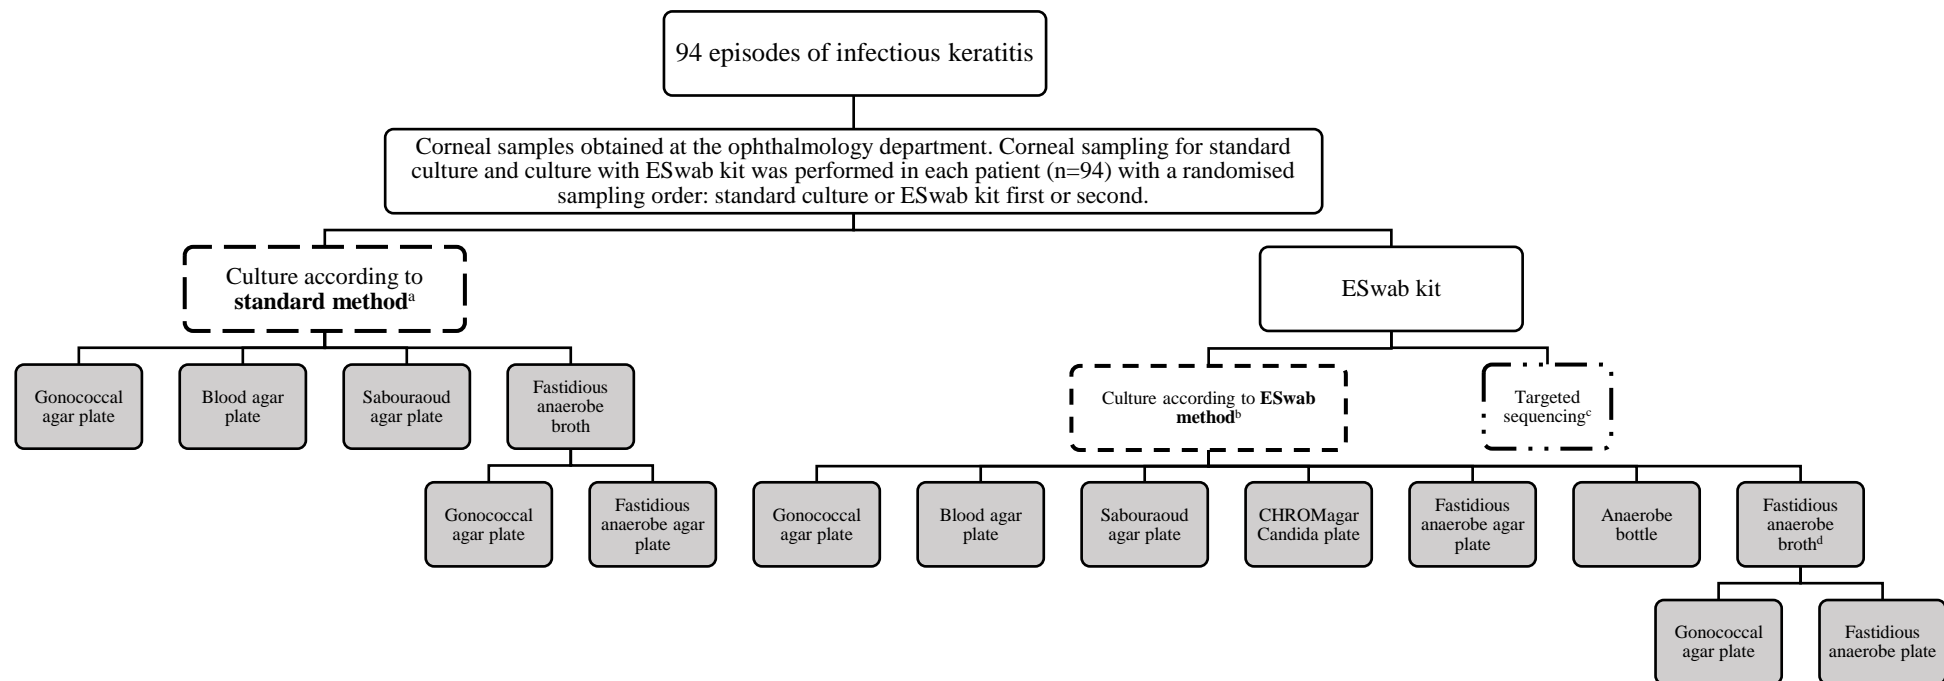 94 episodes of infectious keratitis
Corneal samples obtained at the ophthalmology department. Corneal sampling for standard
culture and culture with ESwab kit was performed in each patient (n=94) with a randomised
sampling order: standard culture or ESwab kit first or second.
Culture according to
standard methodᵃ
ESwab kit
Gonococcal
agar plate
Blood agar
plate
Sabouraoud
agar plate
Fastidious
anaerobe
broth
Culture according to ESwab
methodᵇ
Targeted
sequencingᶜ
Gonococcal
agar plate
Fastidious
anaerobe agar
plate
Gonococcal
agar plate
Blood agar
plate
Sabouraoud
agar plate
CHROMagar
Candida plate
Fastidious
anaerobe agar
plate
Anaerobe
bottle
Fastidious
anaerobe
brothᵈ
Gonococcal
agar plate
Fastidious
anaerobe plate